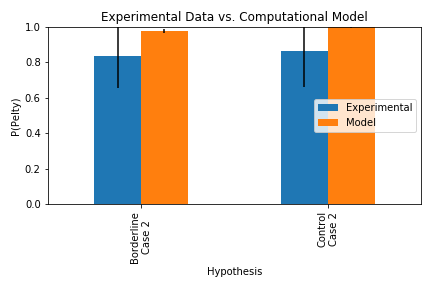 Experimental Data vs. Computational Model
1.0
0.8
0.6
0.4
0.2
0.0
P(Pelty)
Experimental
Model
Borderline
Case 2
Control
Case 2
Hypothesis